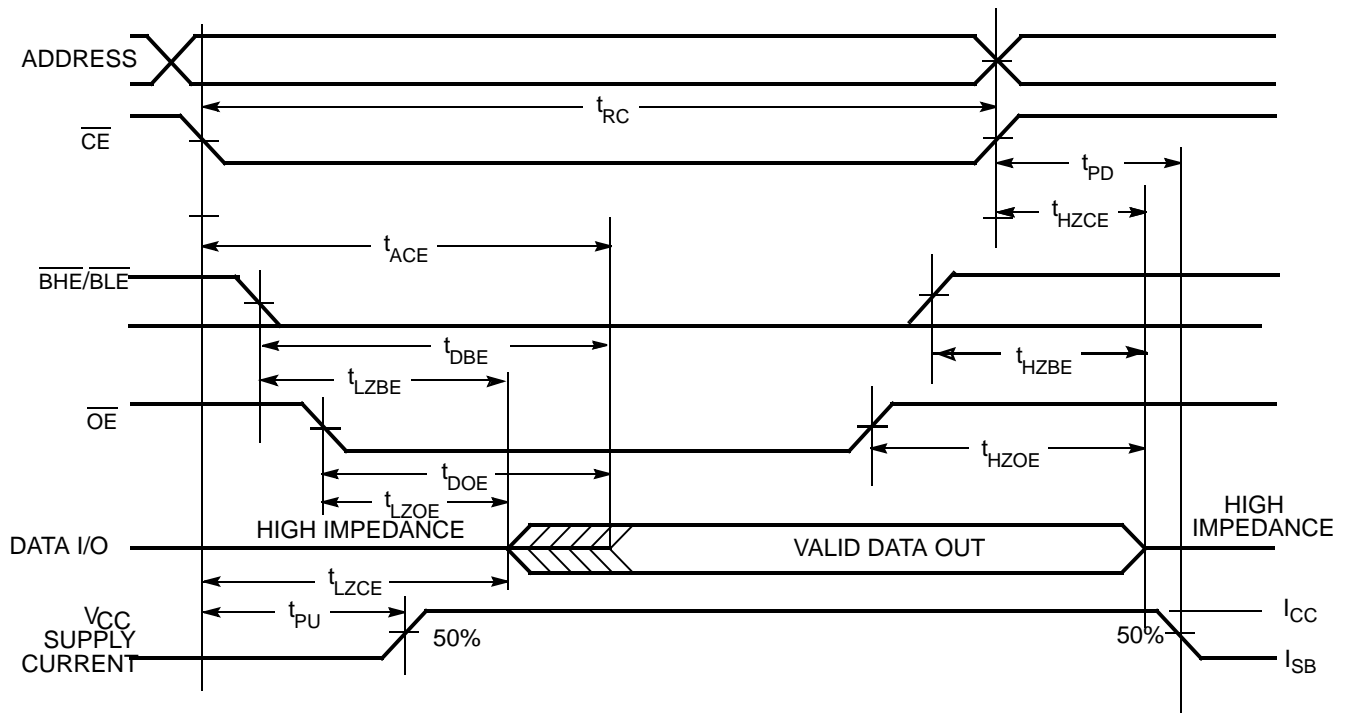 ADDRESS
tRC
CE
tPD
tHZCE
tACE
BHE/BLE
tDBE
tHZBE
tLZBE
OE
tHZOE
tDOE
tLZOE
HIGH IMPEDANCE
HIGH
IMPEDANCE
DATA I/O
VALID DATA OUT
tLZCE
tPU
VCC
SUPPLY
CURRENT
50%
50%
ICC
ISB